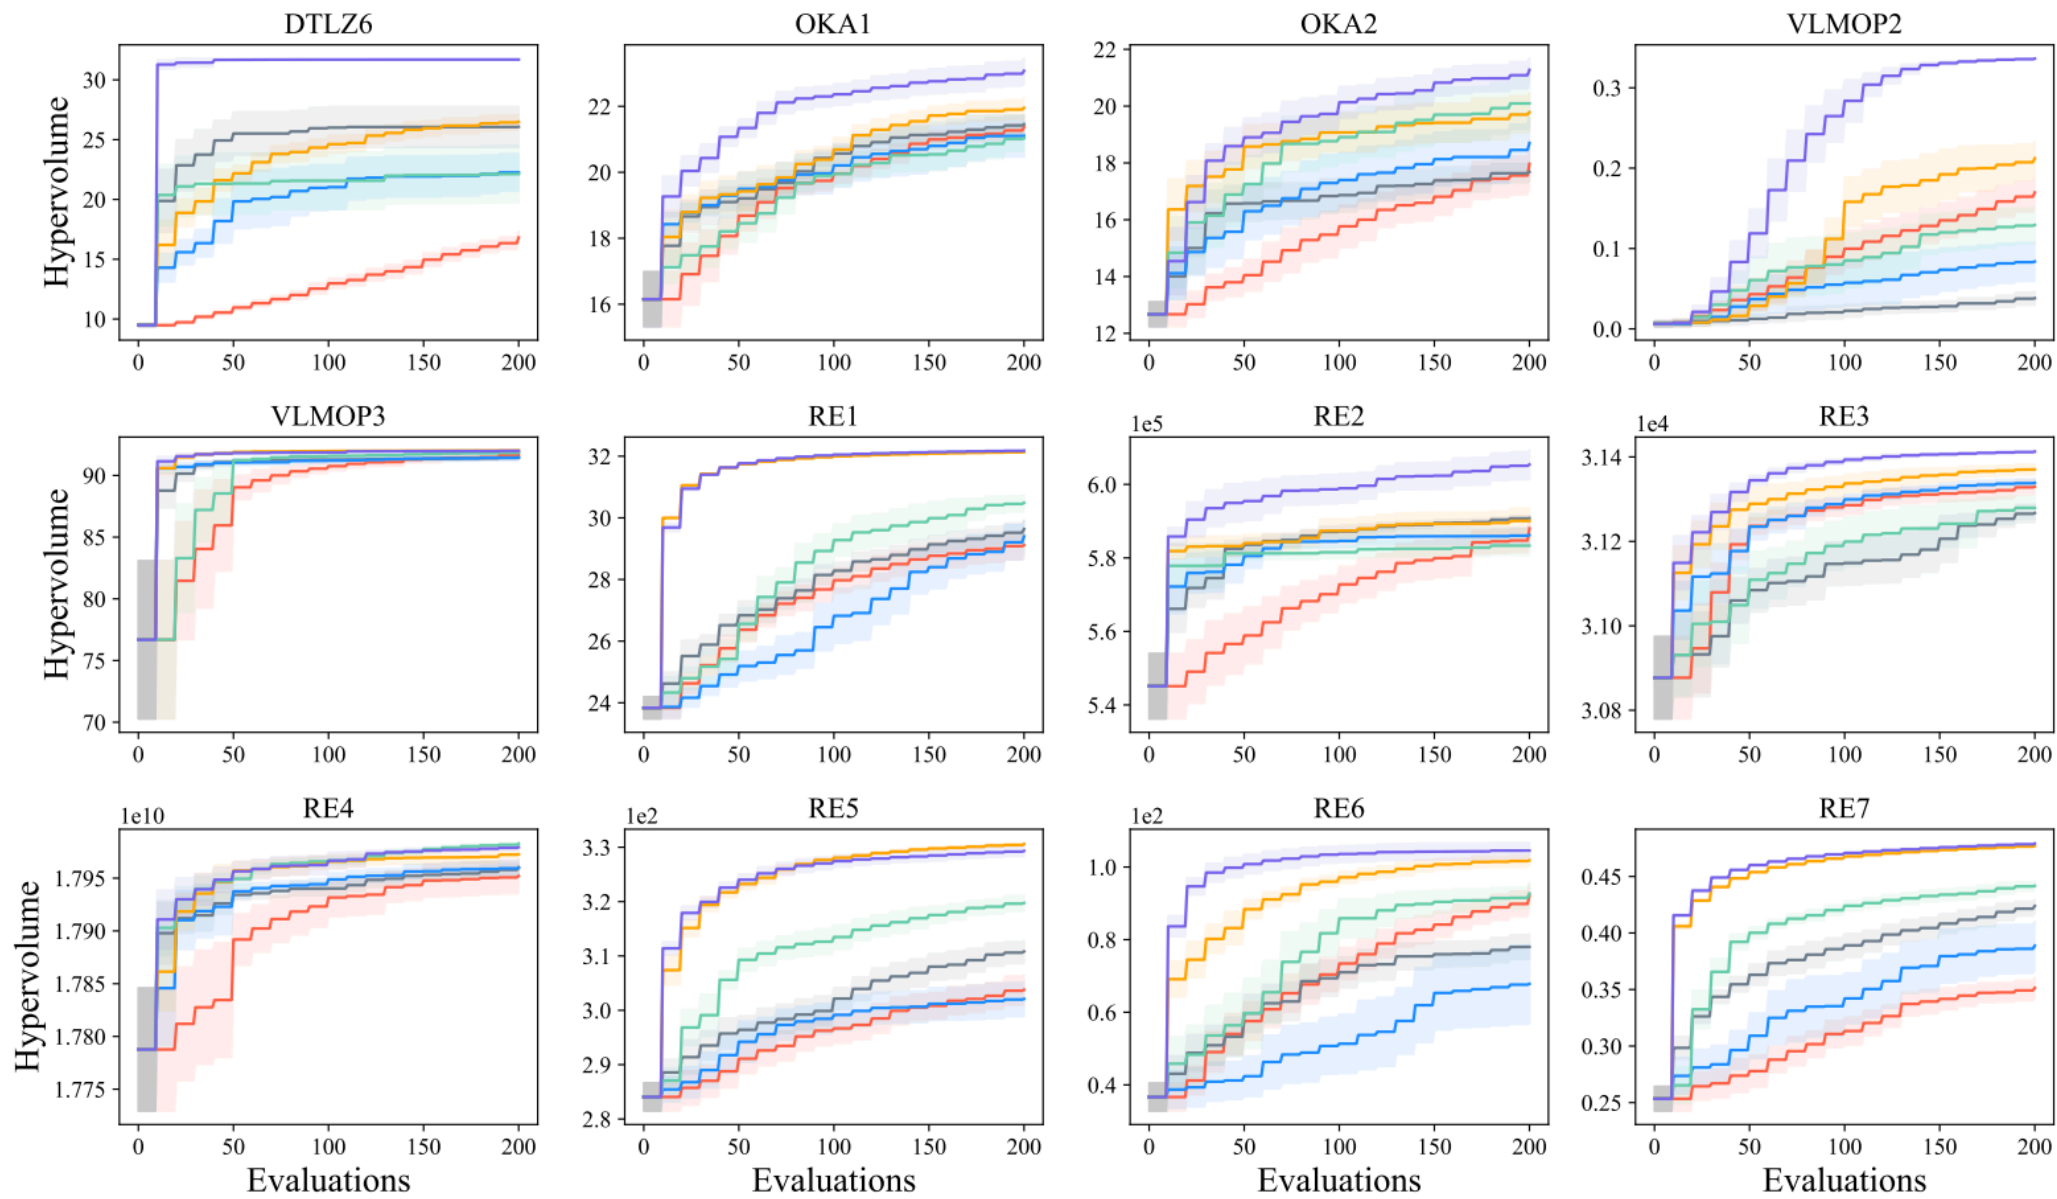 DTLZ6 OKA1 OKA2 VLMOP2
Hypervolume
30
25
20
15
10
0 50 100 150 200
22
20
18
16
0 50 100 150 200
22
20
18
16
14
12
0 50 100 150 200
0.3
0.2
0.1
0.0
0 50 100 150 200
VLMOP3 RE1 RE2 RE3
Hypervolume
90
85
80
75
70
0 50 100 150 200
32
30
28
26
24
0 50 100 150 200
1e5
6.0
5.8
5.6
5.4
0 50 100 150 200
1e4
3.14
3.12
3.10
3.08
0 50 100 150 200
RE4 RE5 RE6 RE7
Hypervolume
1e10
1.795
1.790
1.785
1.780
1.775
0 50 100 150 200
Evaluations
1e2
3.3
3.2
3.1
3.0
2.9
2.8
0 50 100 150 200
Evaluations
1e2
1.0
0.8
0.6
0.4
0 50 100 150 200
Evaluations
0.45
0.40
0.35
0.30
0.25
0 50 100 150 200
Evaluations